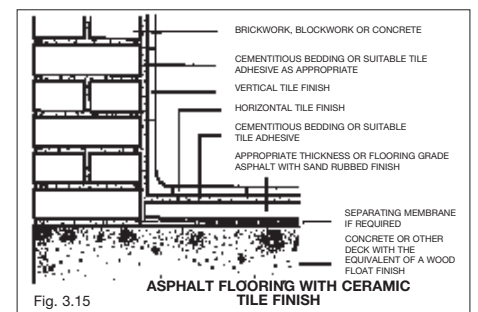 BRICKWORK, BLOCKWORK OR CONCRETE
CEMENTITIOUS BEDDING OR SUITABLE TILE
ADHESIVE AS APPROPRIATE
VERTICAL TILE FINISH
HORIZONTAL TILE FINISH
CEMENTITIOUS BEDDING OR SUITABLE
TILE ADHESIVE
APPROPRIATE THICKNESS OR FLOORING GRADE
ASPHALT WITH SAND RUBBED FINISH
SEPARATING MEMBRANE
IF REQUIRED
CONCRETE OR OTHER
DECK WITH THE
EQUIVALENT OF A WOOD
FLOAT FINISH
ASPHALT FLOORING WITH CERAMIC
TILE FINISH
Fig. 3.15